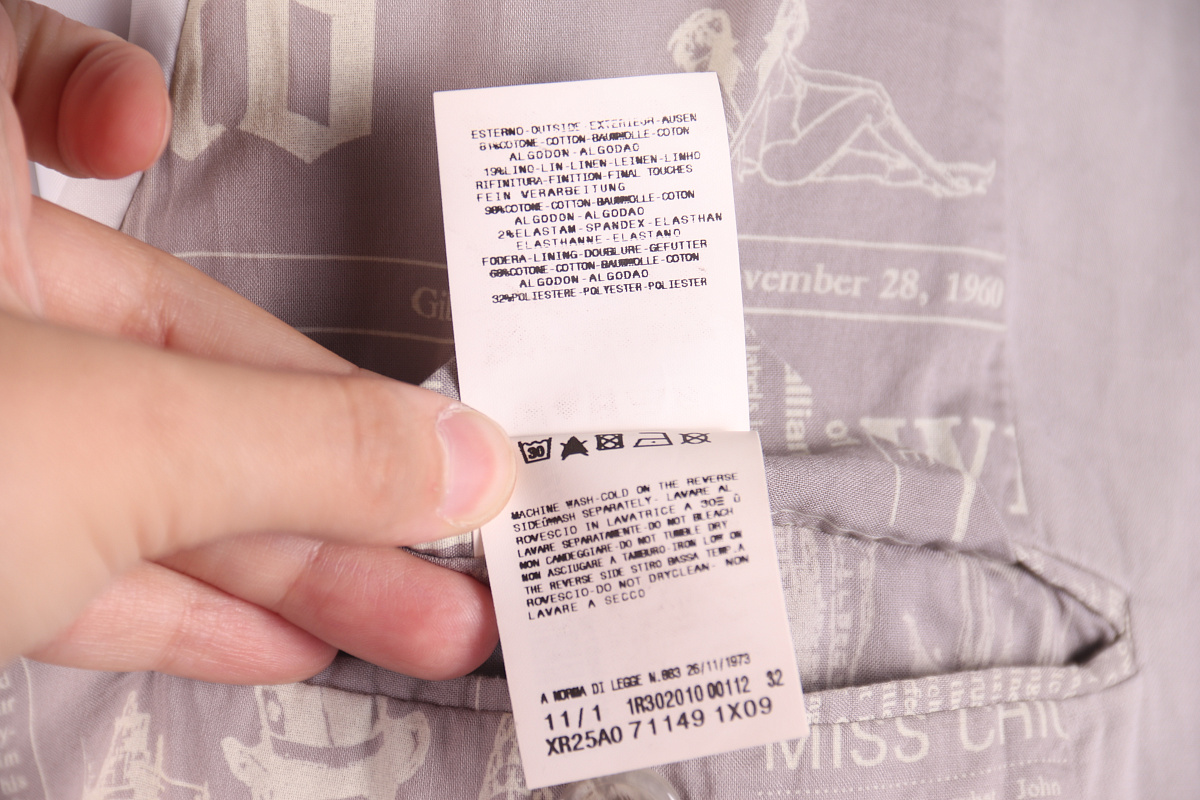 ESTERNO-OUTSIDE-EXTERIEUR-AUSEN
81%COTONE-COTTON-BAUMWOLLE-COTON
ALGODON-ALGODAO
19%LINO-LIN-LINEN-LEINEN-LINHO
RIFINITURA-FINITION-FINAL TOUCHES
FEIN VERARBEITUNG
98%COTONE-COTTON-BAUMWOLLE-COTON
ALGODON-ALGODAO
2%ELASTAM-SPANDEX-ELASTHAN
ELASTHANNE-ELASTANO
FODERA-LINING-DOUBLURE-GEFUTTER
68%COTONE-COTTON-BAUMWOLLE-COTON
ALGODON-ALGODAO
32%POLIESTERE-POLYESTER-POLIESTER
vember 28, 1960
30
MACHINE WASH-COLD ON THE REVERSE
SIDEÛWASH SEPARATELY- LAVARE AL
ROVESCIO IN LAVATRICE A 30
LAVARE SEPARATAMENTE-DO NOT BLEACH
NON CANDEGGIARE-DO NOT TUMBLE DRY
NON ASCIUGARE A TAMBURO-IRON LOW ON
THE REVERSE SIDE STIRO BASSA TEMP.A
ROVESCIO-DO NOT DRYCLEAN- NON
LAVARE A SECCO
A NORMA DI LEGGE N.883 26/11/1973
11/1 1R302010 00112 32
XR25A0 71149 1X09
MISS CHIC
John